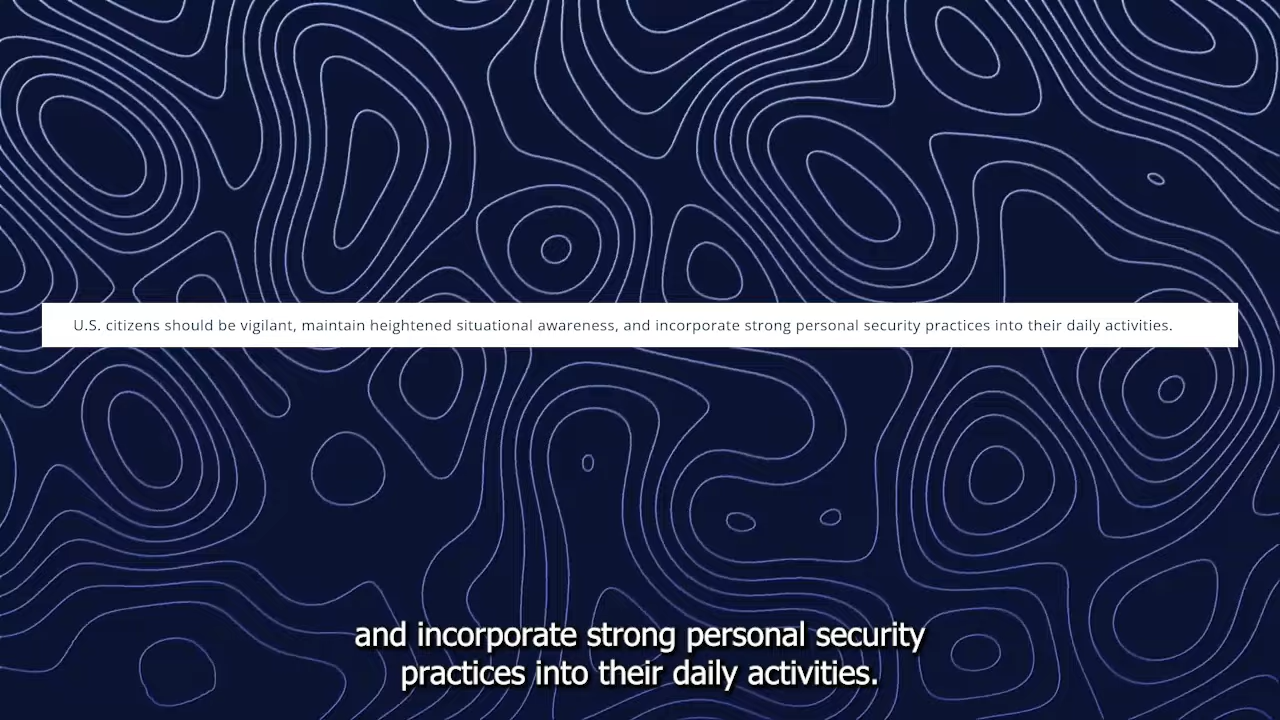 U.S. citizens should be vigilant, maintain heightened situational awareness, and incorporate strong personal security practices into their daily activities.
and incorporate strong personal security
practices into their daily activities.